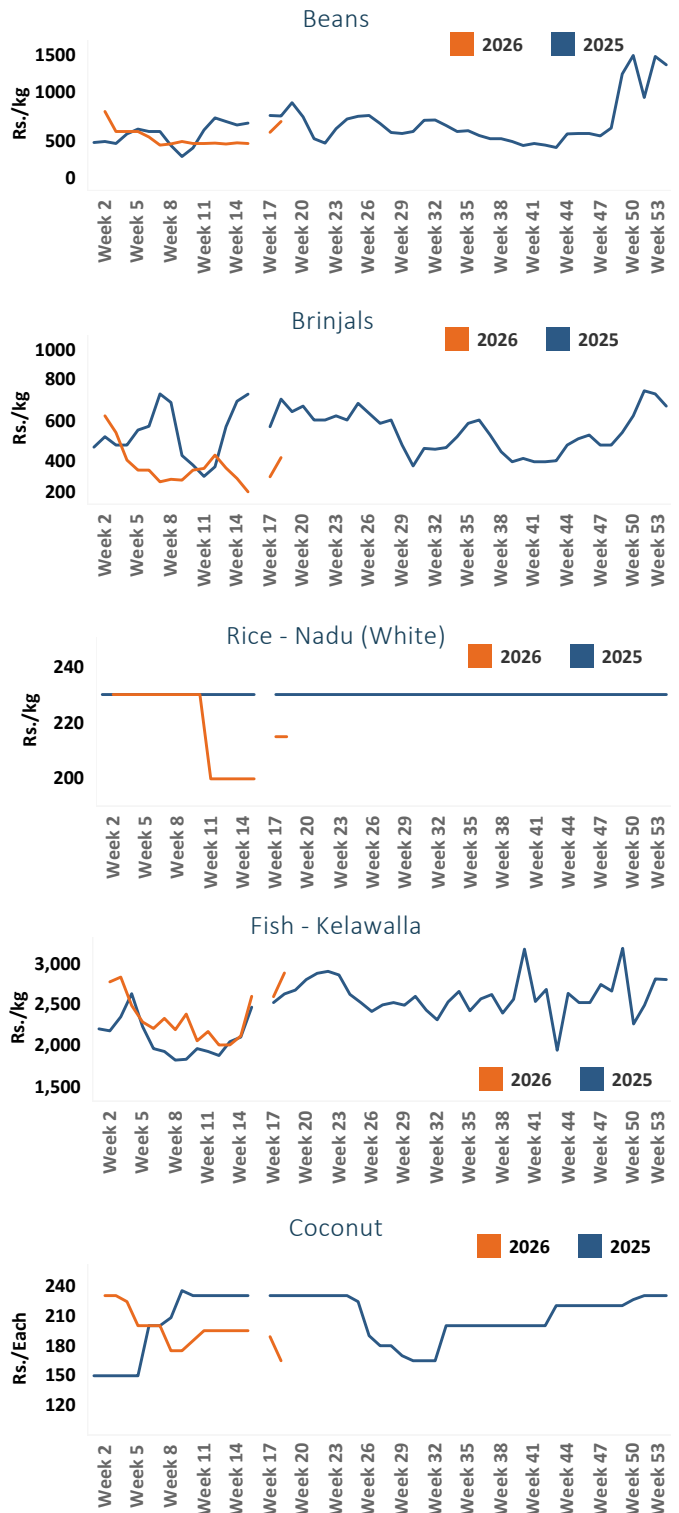 Beans
2026 2025
Rs./kg
1500
1000
500
0
Week 2 Week 5 Week 8 Week 11 Week 14 Week 17 Week 20 Week 23 Week 26 Week 29 Week 32 Week 35 Week 38 Week 41 Week 44 Week 47 Week 50 Week 53
Brinjals
2026 2025
Rs./kg
1000
800
600
400
200
Week 2 Week 5 Week 8 Week 11 Week 14 Week 17 Week 20 Week 23 Week 26 Week 29 Week 32 Week 35 Week 38 Week 41 Week 44 Week 47 Week 50 Week 53
Rice - Nadu (White)
2026 2025
Rs./kg
240
220
200
Week 2 Week 5 Week 8 Week 11 Week 14 Week 17 Week 20 Week 23 Week 26 Week 29 Week 32 Week 35 Week 38 Week 41 Week 44 Week 47 Week 50 Week 53
Fish - Kelawalla
Rs./kg
3,000
2,500
2,000
1,500
2026 2025
Week 2 Week 5 Week 8 Week 11 Week 14 Week 17 Week 20 Week 23 Week 26 Week 29 Week 32 Week 35 Week 38 Week 41 Week 44 Week 47 Week 50 Week 53
Coconut
2026 2025
Rs./Each
240
210
180
150
120
Week 2 Week 5 Week 8 Week 11 Week 14 Week 17 Week 20 Week 23 Week 26 Week 29 Week 32 Week 35 Week 38 Week 41 Week 44 Week 47 Week 50 Week 53